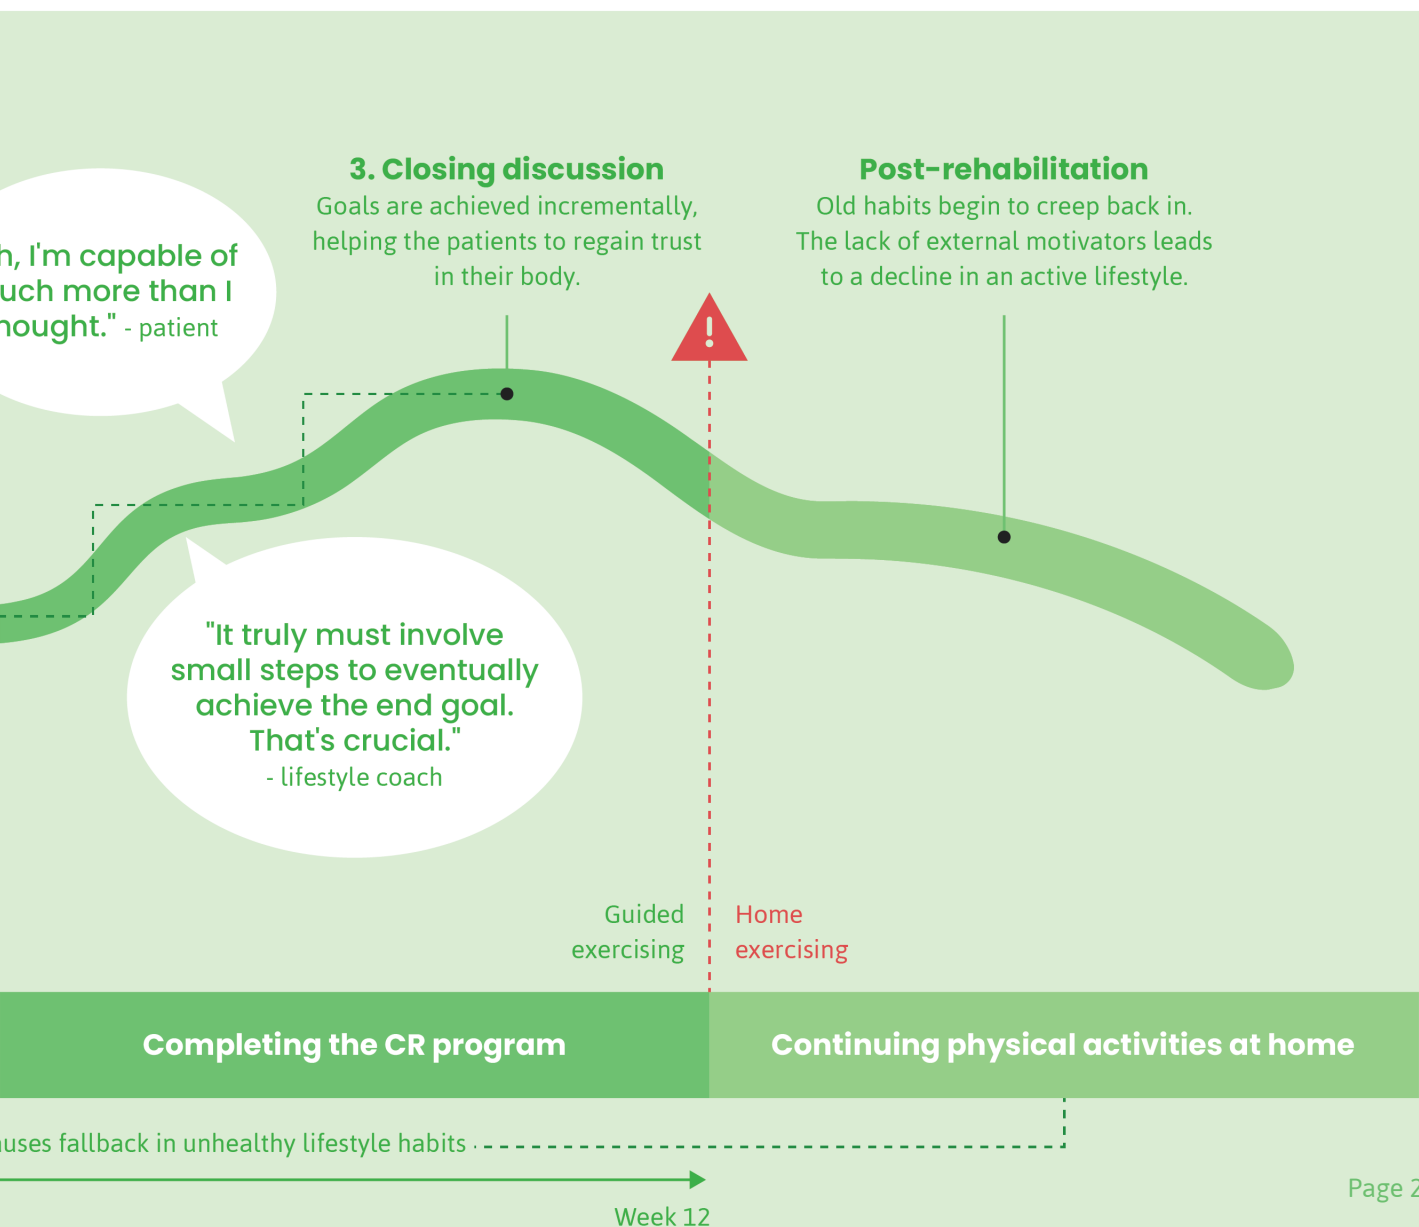 3. Closing discussion
Goals are achieved incrementally,
helping the patients to regain trust
in their body.
Post-rehabilitation
Old habits begin to creep back in.
The lack of external motivators leads
to a decline in an active lifestyle.
I'm capable of
more than I
- patient
"It truly must involve
small steps to eventually
achieve the end goal.
That's crucial."
- lifestyle coach
Guided
exercising
Home
exercising
Completing the CR program
Continuing physical activities at home
fallback in unhealthy lifestyle habits
Week 12
Page 2